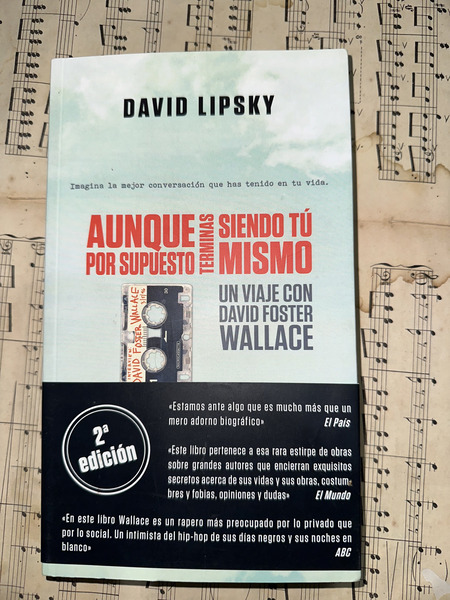 DAVID LIPSKY
Imagina la mejor conversación que has tenido en tu vida.
AUNQUE
POR SUPUESTO
TERMINAS
SIENDO TÚ
MISMO
UN VIAJE CON
DAVID FOSTER
WALLACE
DAVID FOSTER WALLACE
2ª
edición
«Estamos ante algo que es mucho más que un
mero adorno biográfico» El País
«Este libro pertenece a esa rara estirpe de obras
sobre grandes autores que encierran exquisitos
secretos acerca de sus vidas y sus obras, costum
bres y fobias, opiniones y dudas» El Mundo
«En este libro Wallace es un rapero más preocupado por lo privado que
por lo social. Un intimista del hip-hop de sus días negros y sus noches en
blanco» ABC